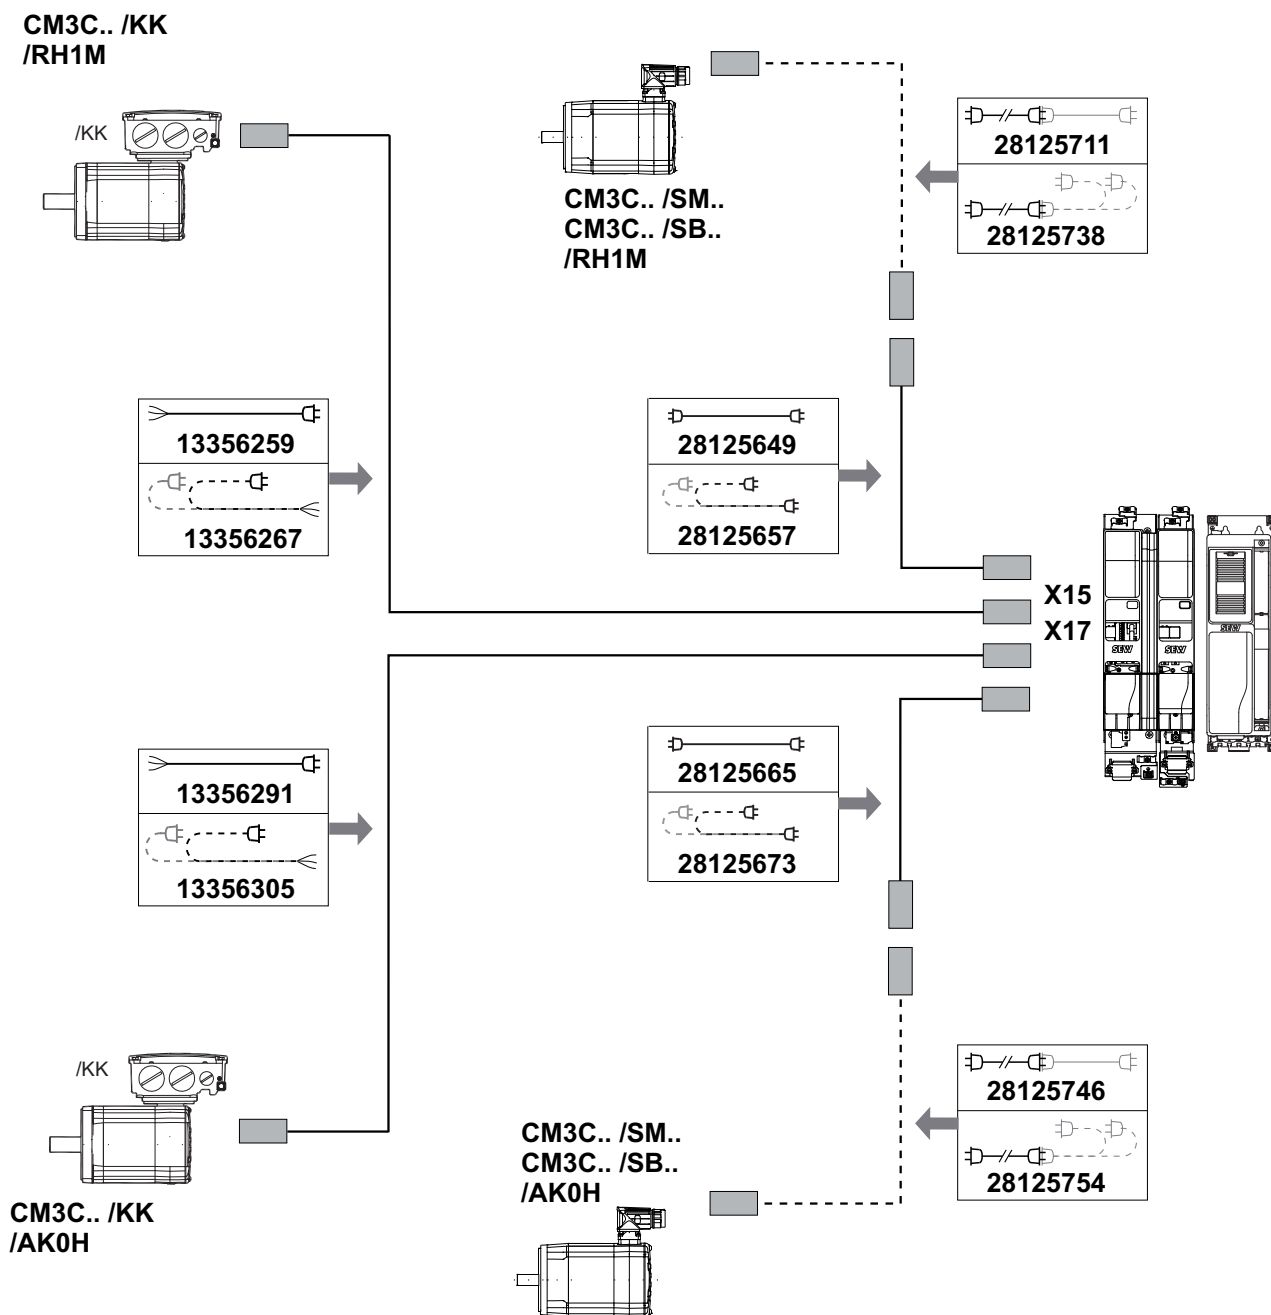 CM3C.. /KK
/RH1M
/KK
CM3C.. /SM..
CM3C.. /SB..
/RH1M
28125711
28125738
13356259
13356267
28125649
28125657
X15
X17
SEW
SEW
SEW
13356291
13356305
28125665
28125673
/KK
CM3C.. /KK
/AK0H
CM3C.. /SM..
CM3C.. /SB..
/AK0H
28125746
28125754